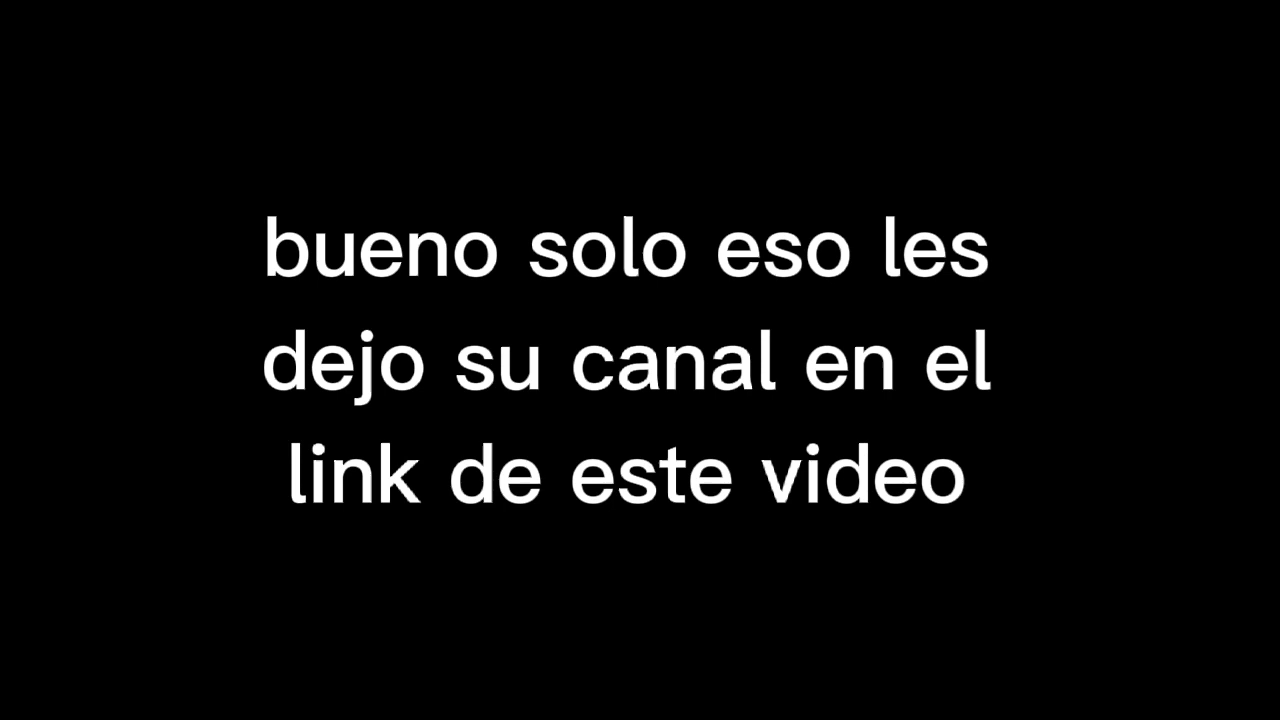 bueno solo eso les
dejo su canal en el
link de este video